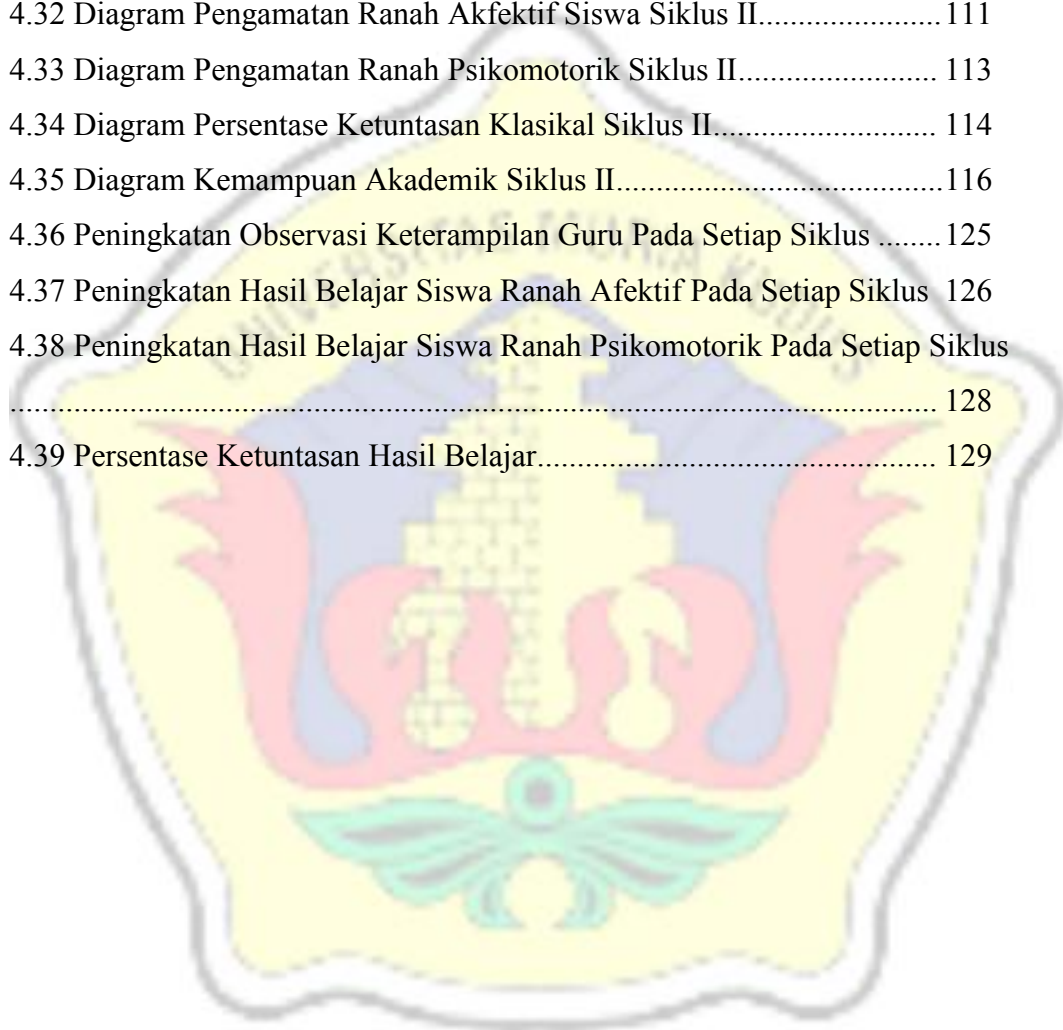 4.32 Diagram Pengamatan Ranah Akfektif Siswa Siklus II.......................111
4.33 Diagram Pengamatan Ranah Psikomotorik Siklus II......................... 113
4.34 Diagram Persentase Ketuntasan Klasikal Siklus II............................ 114
4.35 Diagram Kemampuan Akademik Siklus II.........................................116
4.36 Peningkatan Observasi Keterampilan Guru Pada Setiap Siklus ........125
4.37 Peningkatan Hasil Belajar Siswa Ranah Afektif Pada Setiap Siklus 126
4.38 Peningkatan Hasil Belajar Siswa Ranah Psikomotorik Pada Setiap Siklus
.................................................................................................................... 128
4.39 Persentase Ketuntasan Hasil Belajar.................................................. 129
UNIVERSITAS MURIA KUDUS